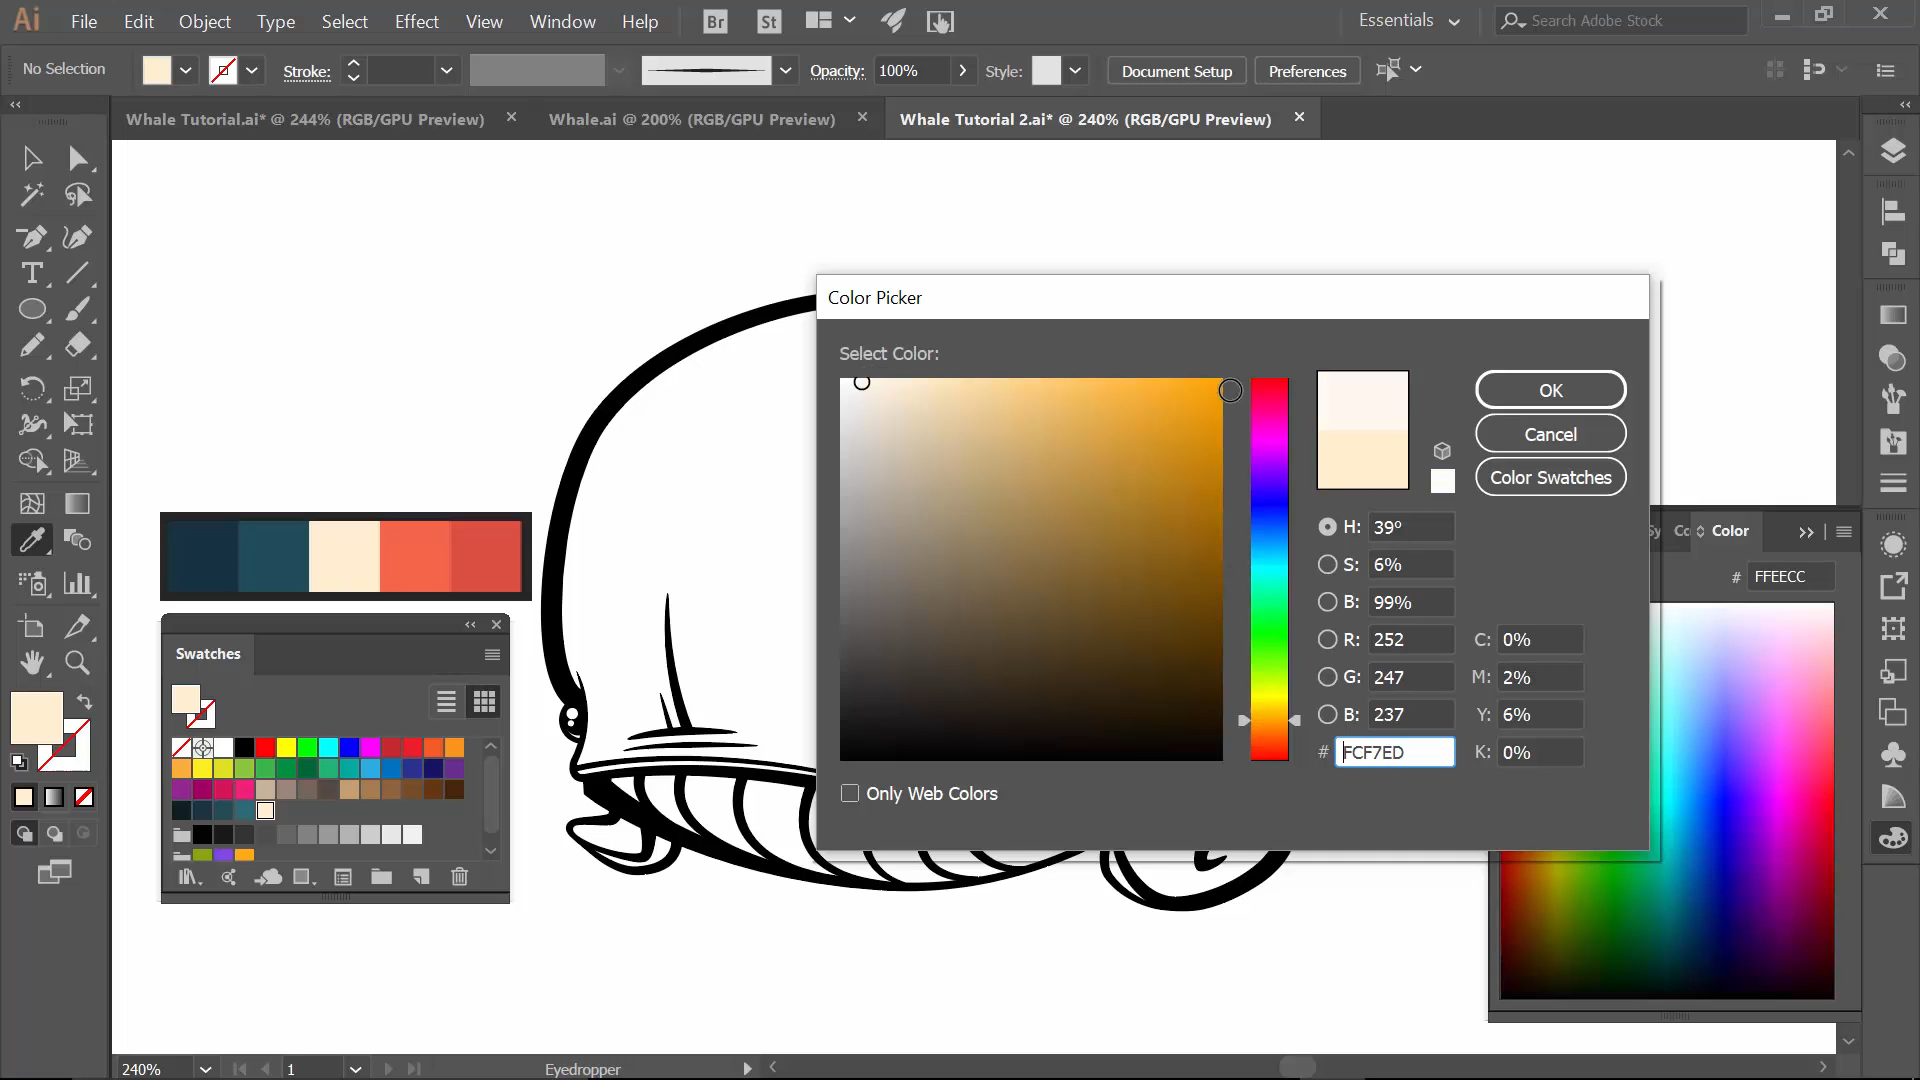 Ai File Edit Object Type Select Effect View Window Help Br St Essentials Search Adobe Stock
No Selection Stroke: Opacity: 100% Style: Document Setup Preferences
Whale Tutorial.ai* @ 244% (RGB/GPU Preview) Whale.ai @ 200% (RGB/GPU Preview) Whale Tutorial 2.ai* @ 240% (RGB/GPU Preview)
Color Picker
Select Color:
OK
Cancel
Color Swatches
H: 39º
S: 6%
B: 99%
R: 252 C: 0%
G: 247 M: 2%
B: 237 Y: 6%
# FCF7ED K: 0%
Only Web Colors
Color
# FFEECC
Swatches
240% 1 Eyedropper